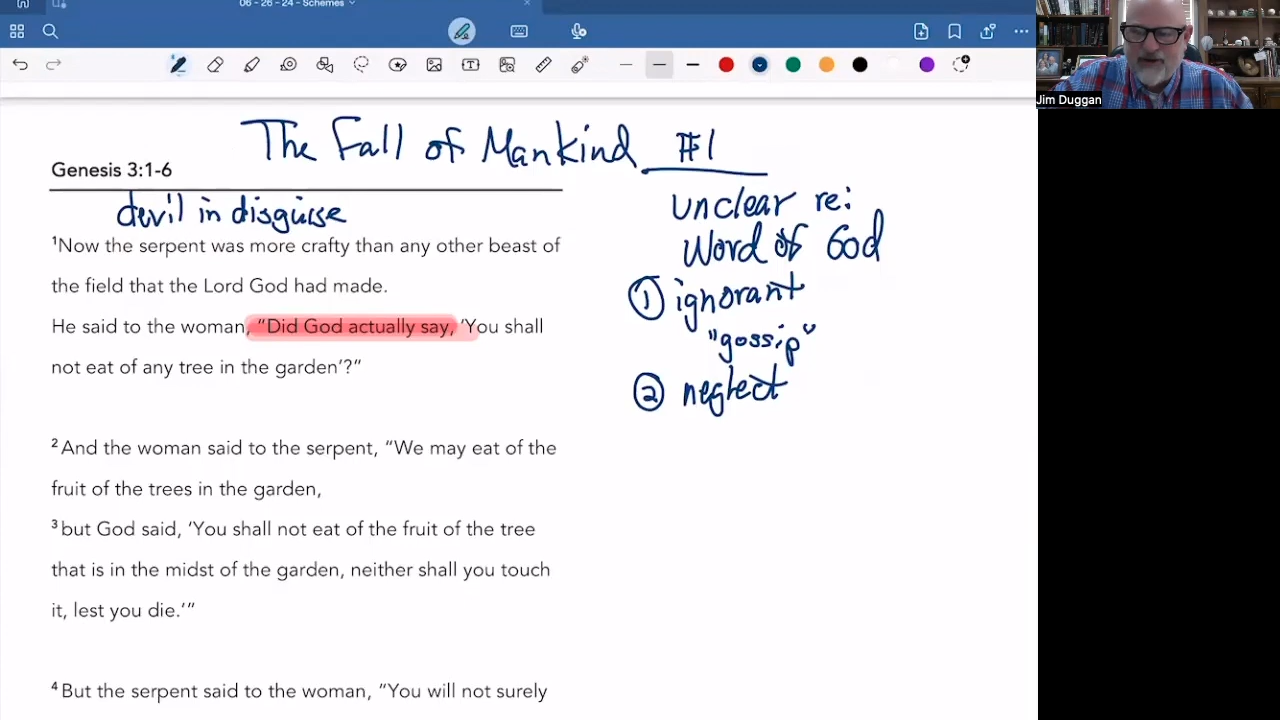 06 - 26 - 24 - Schemes
Jim Duggan
The Fall of Mankind #1
Genesis 3:1-6
devil in disguise
unclear re:
Word of God
① ignorant
"gossip"
② neglect
¹Now the serpent was more crafty than any other beast of
the field that the Lord God had made.
He said to the woman, “Did God actually say, ‘You shall
not eat of any tree in the garden’?“
² And the woman said to the serpent, “We may eat of the
fruit of the trees in the garden,
³ but God said, ‘You shall not eat of the fruit of the tree
that is in the midst of the garden, neither shall you touch
it, lest you die.’”
⁴ But the serpent said to the woman, “You will not surely